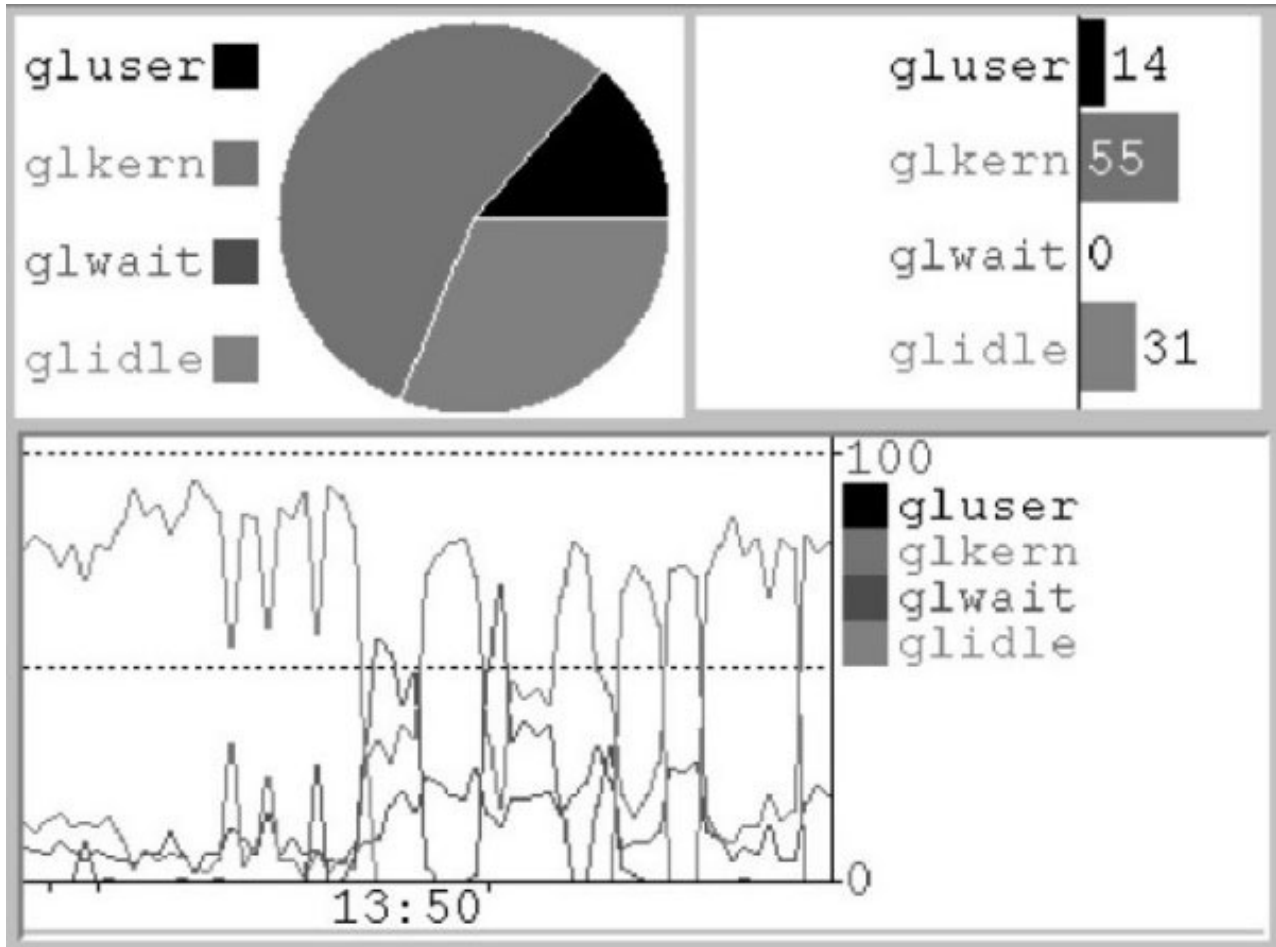 gluser
glkern
glwait
glidle
gluser 14
glkern 55
glwait 0
glidle 31
100
gluser
glkern
glwait
glidle
0
13:50